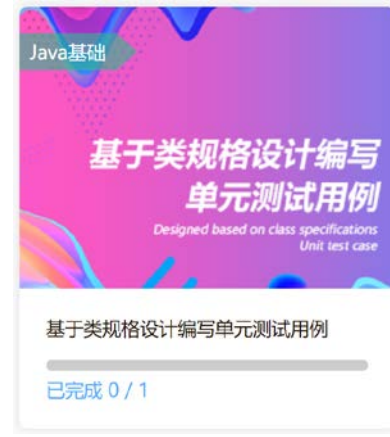 Java基础
基于类规格设计编写
单元测试用例
Designed based on class specifications
Unit test case
基于类规格设计编写单元测试用例
已完成 0 / 1